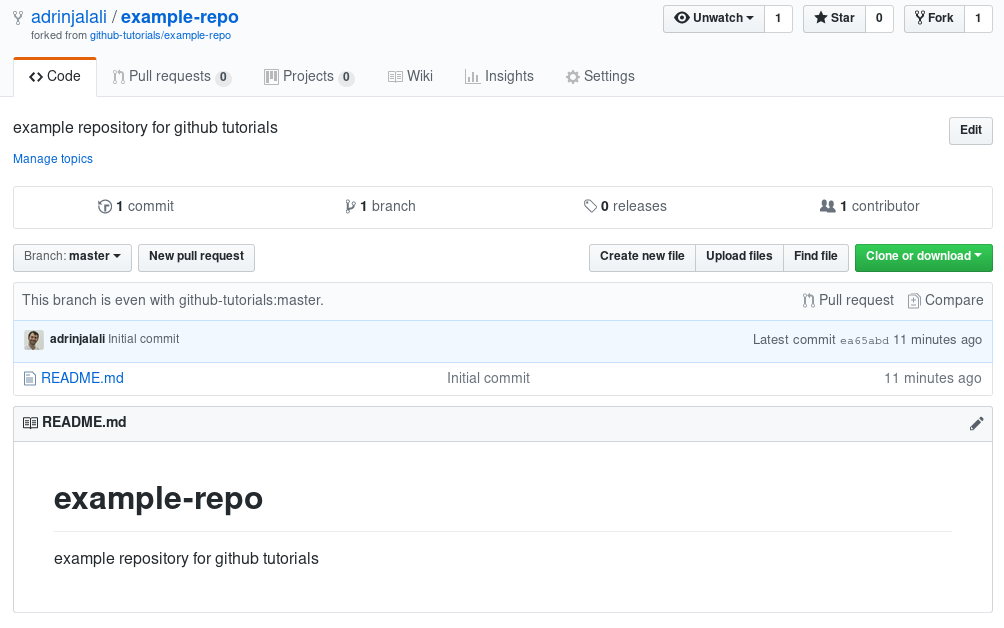 adrinjalali / example-repo
forked from github-tutorials/example-repo
Unwatch 1 Star 0 Fork 1
Code Pull requests 0 Projects 0 Wiki Insights Settings
example repository for github tutorials
Edit
Manage topics
1 commit 1 branch 0 releases 1 contributor
Branch: master New pull request Create new file Upload files Find file Clone or download
This branch is even with github-tutorials:master. Pull request Compare
adrinjalali Initial commit Latest commit ea65abd 11 minutes ago
README.md Initial commit 11 minutes ago
README.md
example-repo
example repository for github tutorials